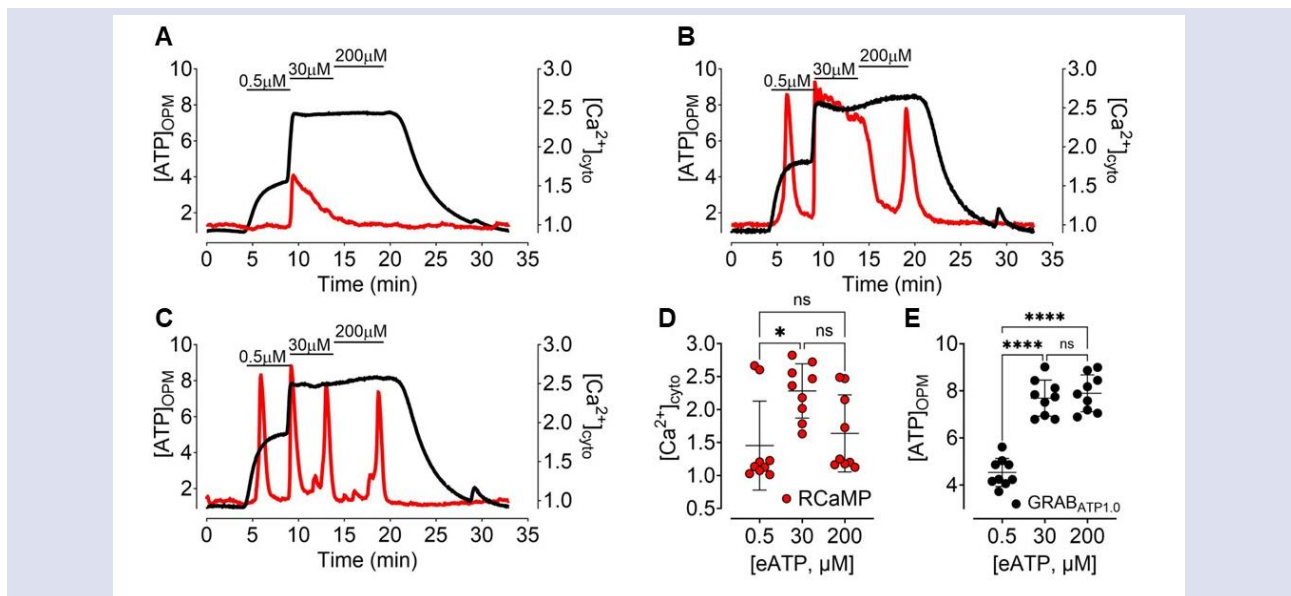 A
200µM
30µM
0.5µM
10
8
6
4
2
[ATP]OPM
3.0
2.5
2.0
1.5
1.0
[Ca2+]cyto
0 5 10 15 20 25 30 35
Time (min)
B
200µM
30µM
0.5µM
10
8
6
4
2
[ATP]OPM
3.0
2.5
2.0
1.5
1.0
[Ca2+]cyto
0 5 10 15 20 25 30 35
Time (min)
C
200µM
30µM
0.5µM
10
8
6
4
2
[ATP]OPM
3.0
2.5
2.0
1.5
1.0
[Ca2+]cyto
0 5 10 15 20 25 30 35
Time (min)
D
ns
* ns
3.0
2.5
2.0
1.5
1.0
0.5
[Ca2+]cyto
RCaMP
0.5 30 200
[eATP, µM]
E
****
**** ns
10
8
6
4
[ATP]OPM
GRABATP1.0
0.5 30 200
[eATP, µM]